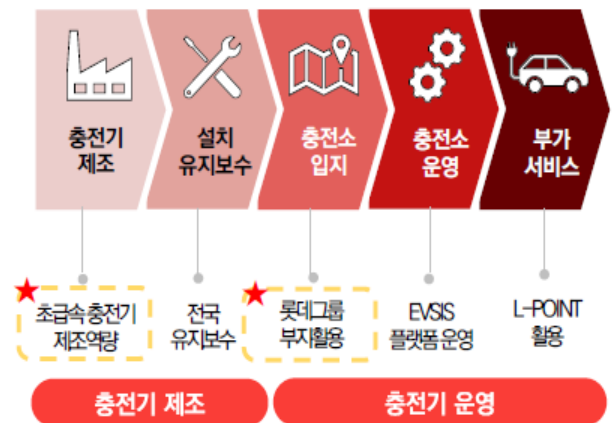 충전기
제조
설치
유지보수
충전소
입지
충전소
운영
부가
서비스
초급속 충전기
제조역량
전국
유지보수
롯데그룹
부지활용
EVSIS
플랫폼 운영
L-POINT
활용
충전기 제조
충전기 운영